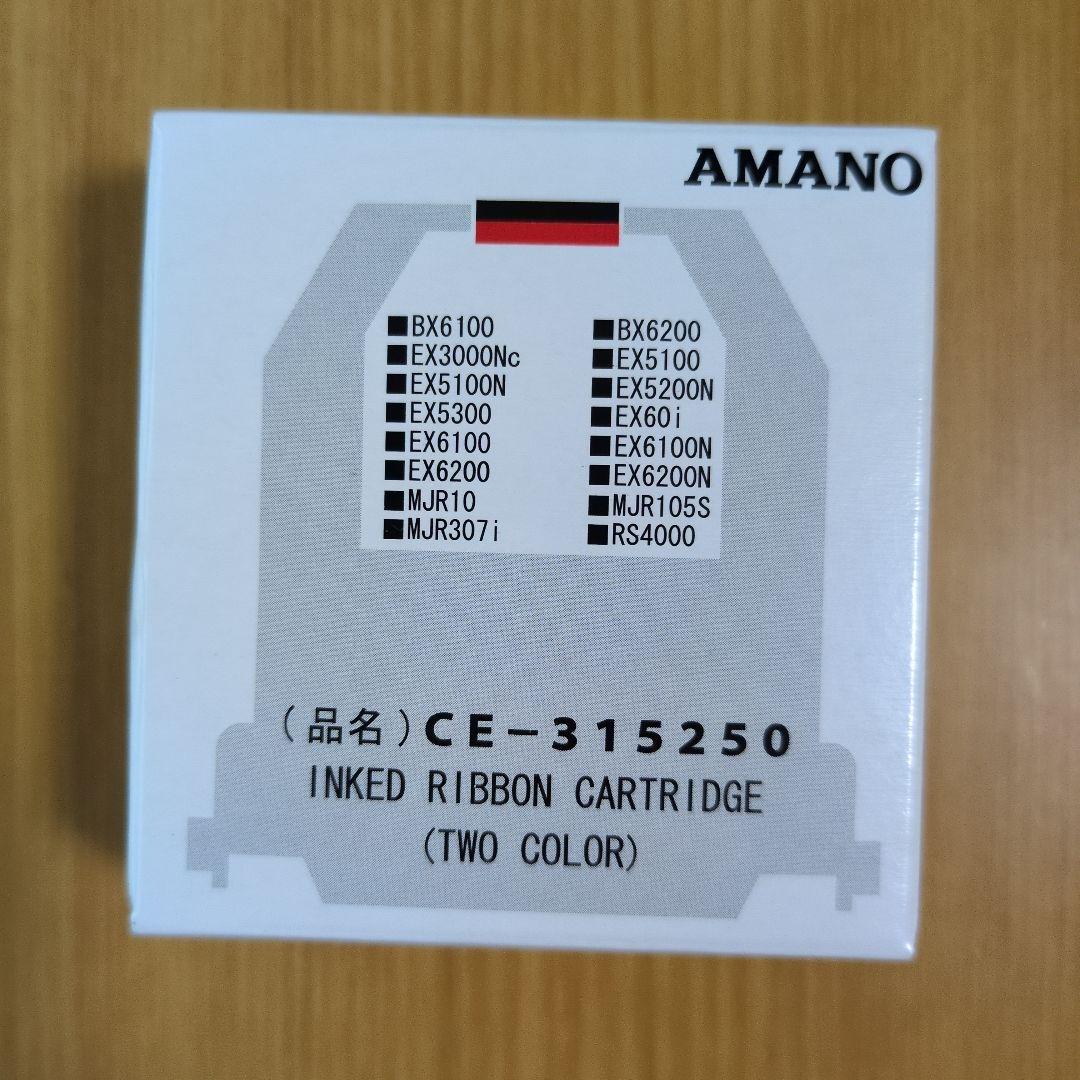 AMANO
■BX6100 ■BX6200
■EX3000Nc ■EX5100
■EX5100N ■EX5200N
■EX5300 ■EX60i
■EX6100 ■EX6100N
■EX6200 ■EX6200N
■MJR10 ■MJR105S
■MJR307i ■RS4000
(品名)CE-315250
INKED RIBBON CARTRIDGE
(TWO COLOR)